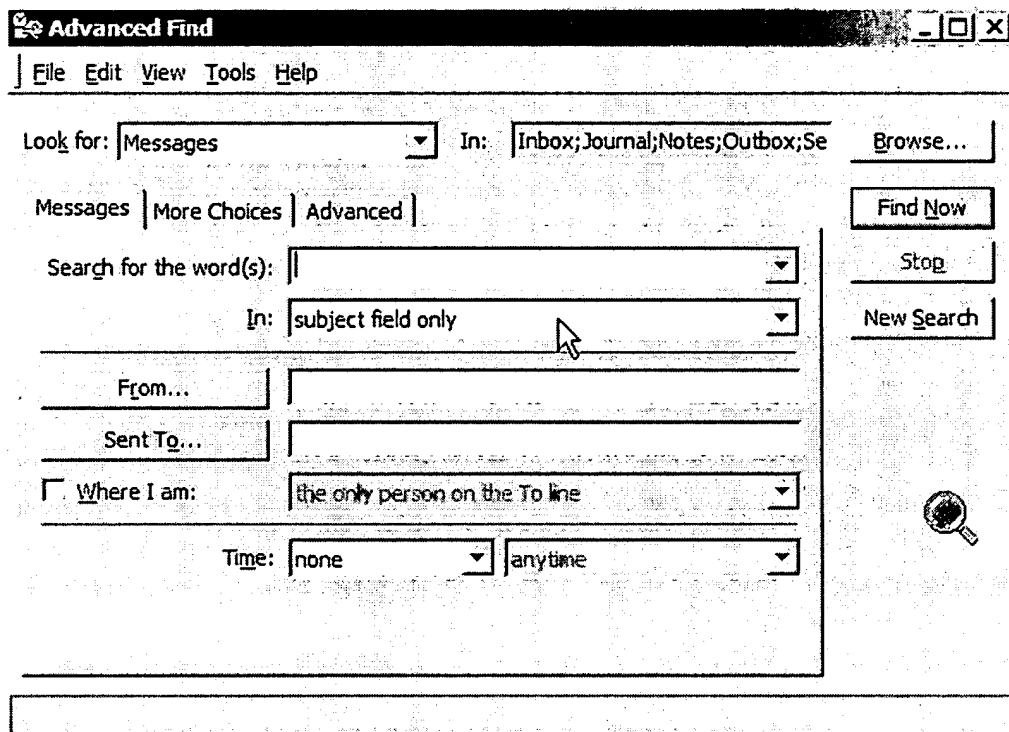 Advanced Find
File Edit View Tools Help
Look for: Messages In: Inbox;Journal;Notes;Outbox;Se Browse...
Messages More Choices Advanced Find Now
Search for the word(s): Stop
In: subject field only New Search
From...
Sent To...
Where I am: the only person on the To line
Time: none anytime